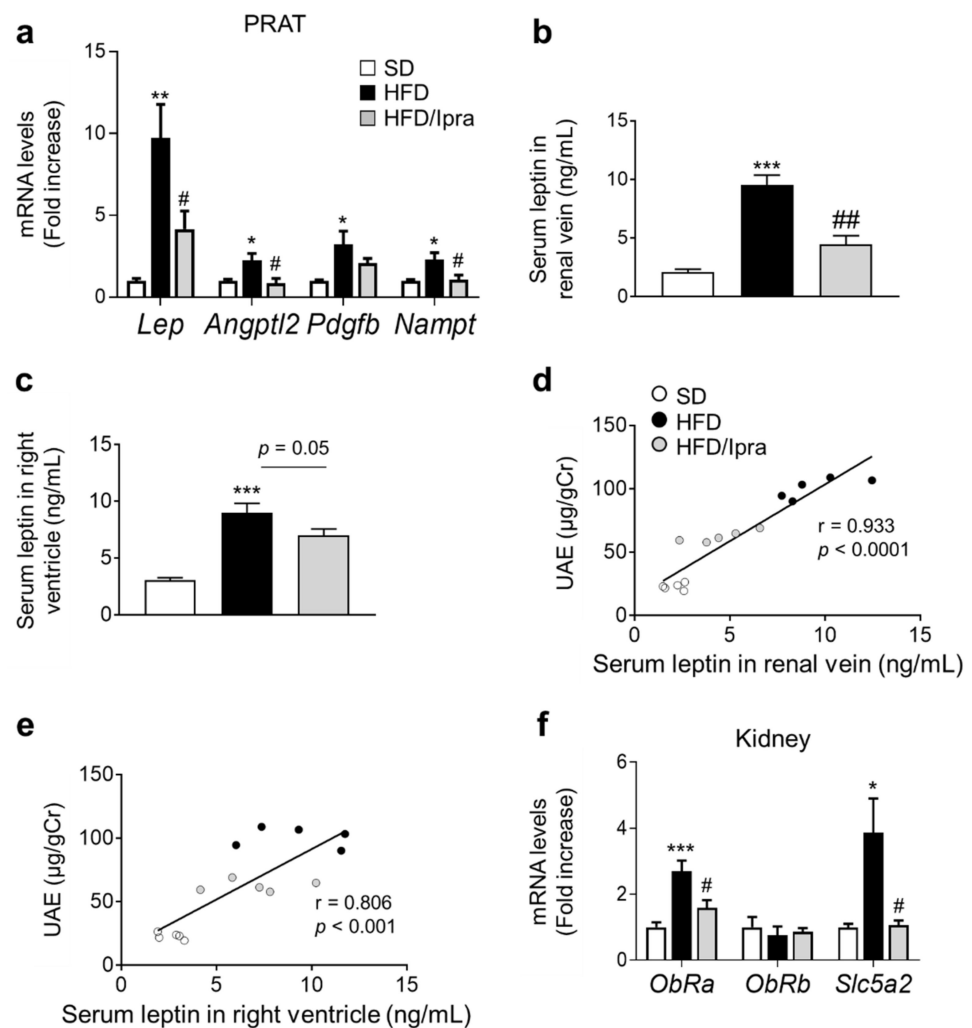 a
PRAT
mRNA levels
(Fold increase)
15
10
5
0
SD
HFD
HFD/Ipra
**
#
*
#
*
*
#
Lep
Angptl2
Pdgfb
Nampt
b
Serum leptin in
renal vein (ng/mL)
15
10
5
0
***
##
c
Serum leptin in right
ventricle (ng/mL)
15
10
5
0
***
p = 0.05
d
SD
HFD
HFD/Ipra
UAE (µg/gCr)
150
100
50
0
r = 0.933
p < 0.0001
0
5
10
15
Serum leptin in renal vein (ng/mL)
e
UAE (µg/gCr)
150
100
50
0
r = 0.806
p < 0.001
0
5
10
15
Serum leptin in right ventricle (ng/mL)
f
Kidney
mRNA levels
(Fold increase)
6
4
2
0
***
#
*
#
ObRa
ObRb
Slc5a2